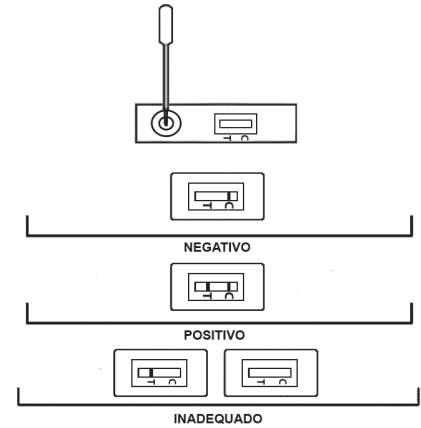 T C
T C
NEGATIVO
T C
POSITIVO
T C T C
INADEQUADO